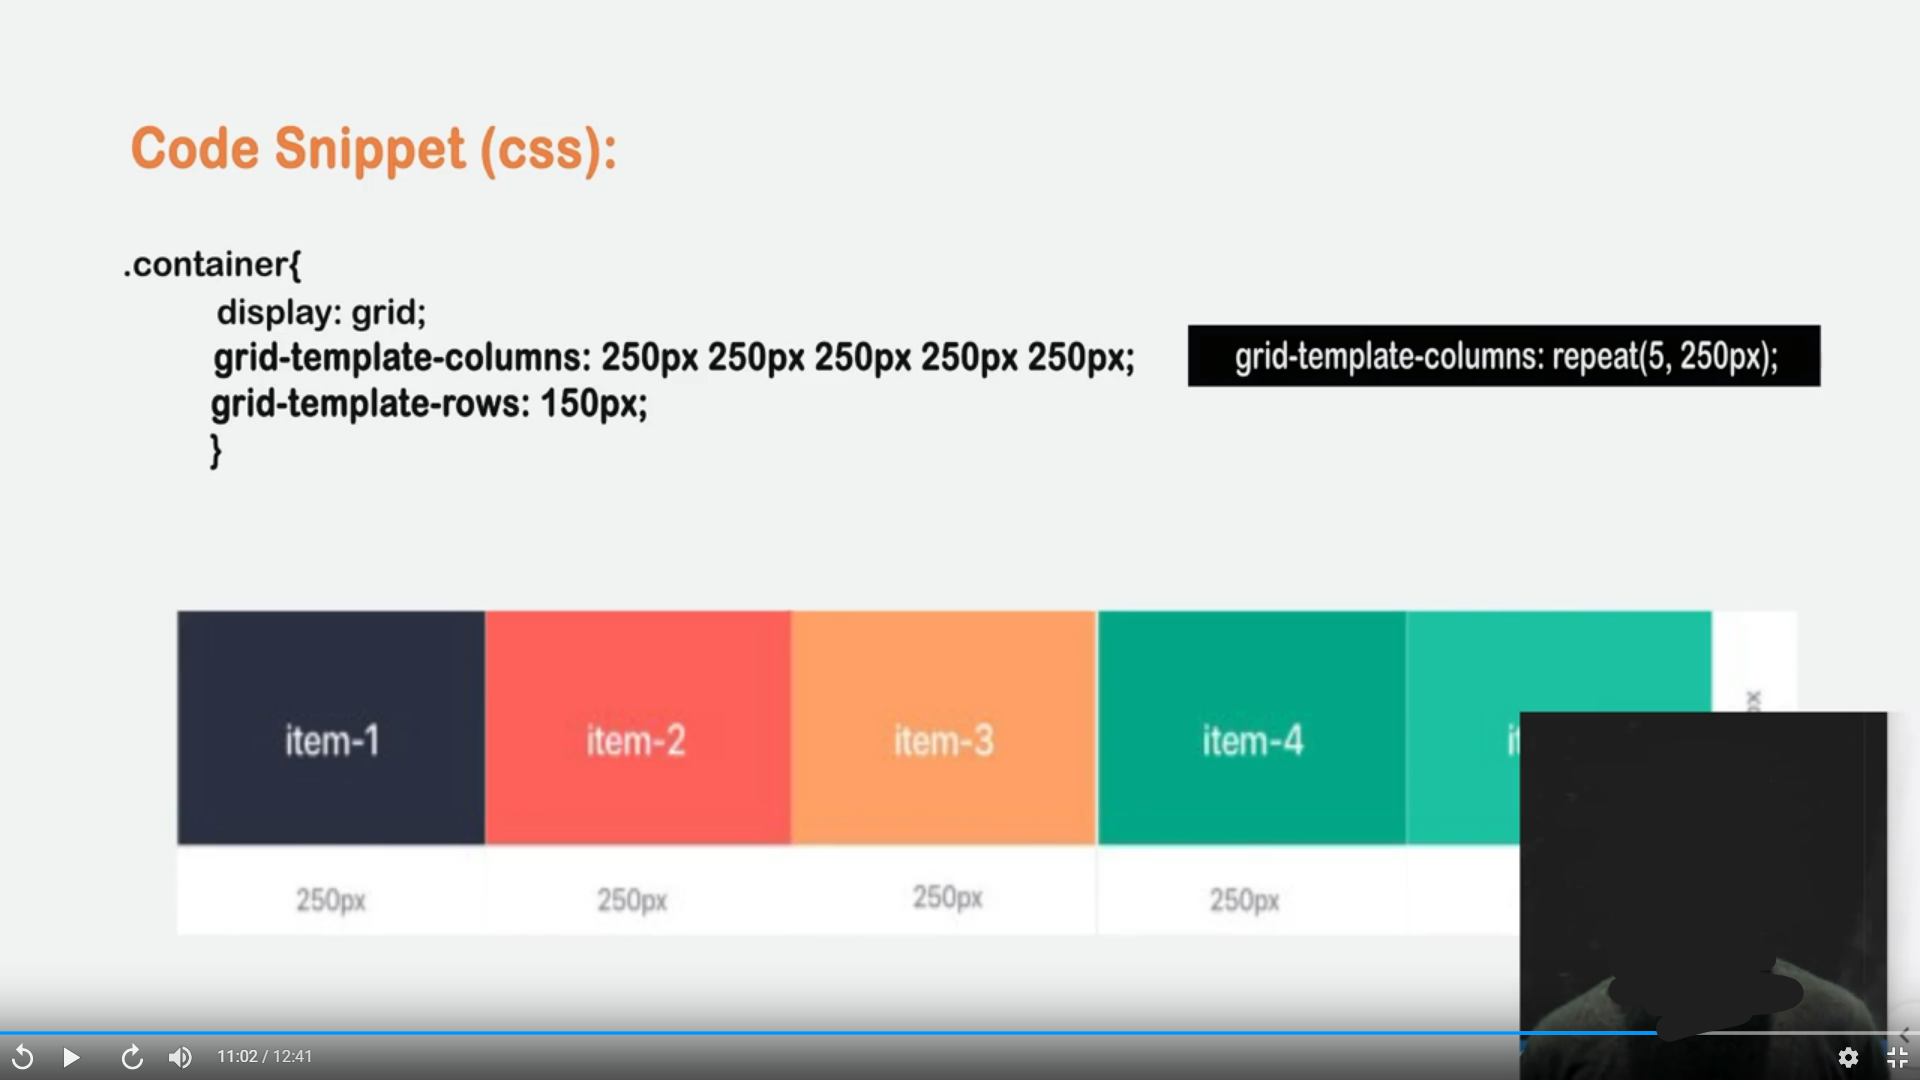 Code Snippet (css):
.container{
display: grid;
grid-template-columns: 250px 250px 250px 250px 250px;
grid-template-columns: repeat(5, 250px);
grid-template-rows: 150px;
}
item-1
item-2
item-3
item-4
250px
250px
250px
250px
11:02 / 12:41